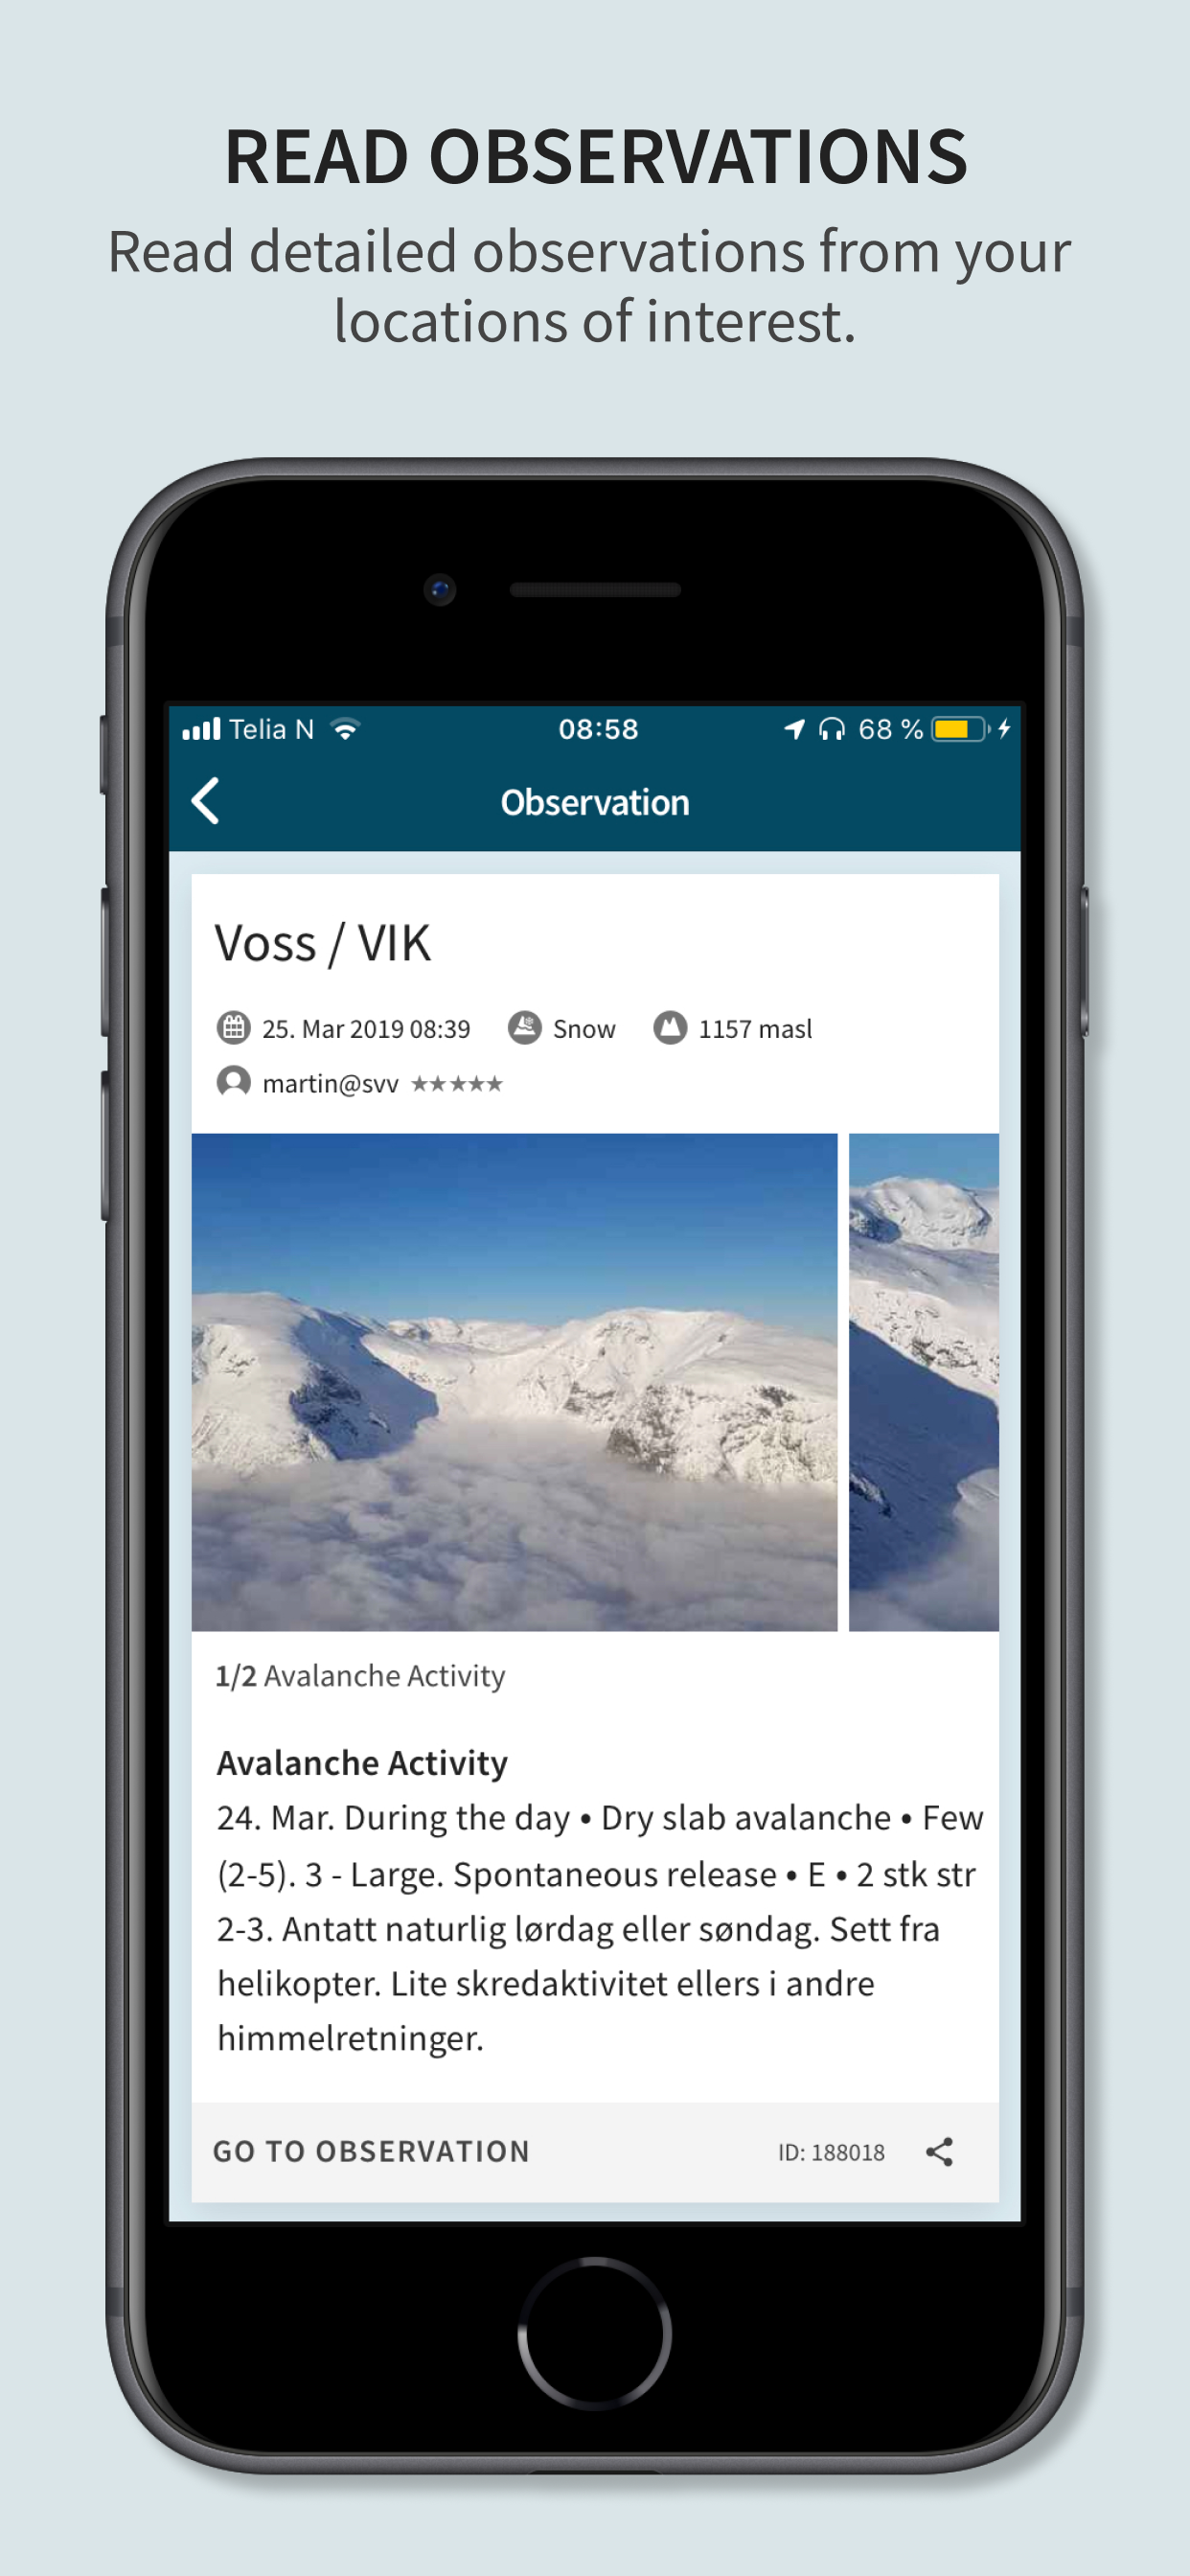 READ OBSERVATIONS
Read detailed observations from your
locations of interest.
Telia N 08:58 68 %
Observation
Voss / VIK
25. Mar 2019 08:39 Snow 1157 masl
martin@svv ★★★★★
1/2 Avalanche Activity
Avalanche Activity
24. Mar. During the day • Dry slab avalanche • Few
(2-5). 3 - Large. Spontaneous release • E • 2 stk str
2-3. Antatt naturlig lørdag eller søndag. Sett fra
helikopter. Lite skredaktivitet ellers i andre
himmelretninger.
GO TO OBSERVATION ID: 188018